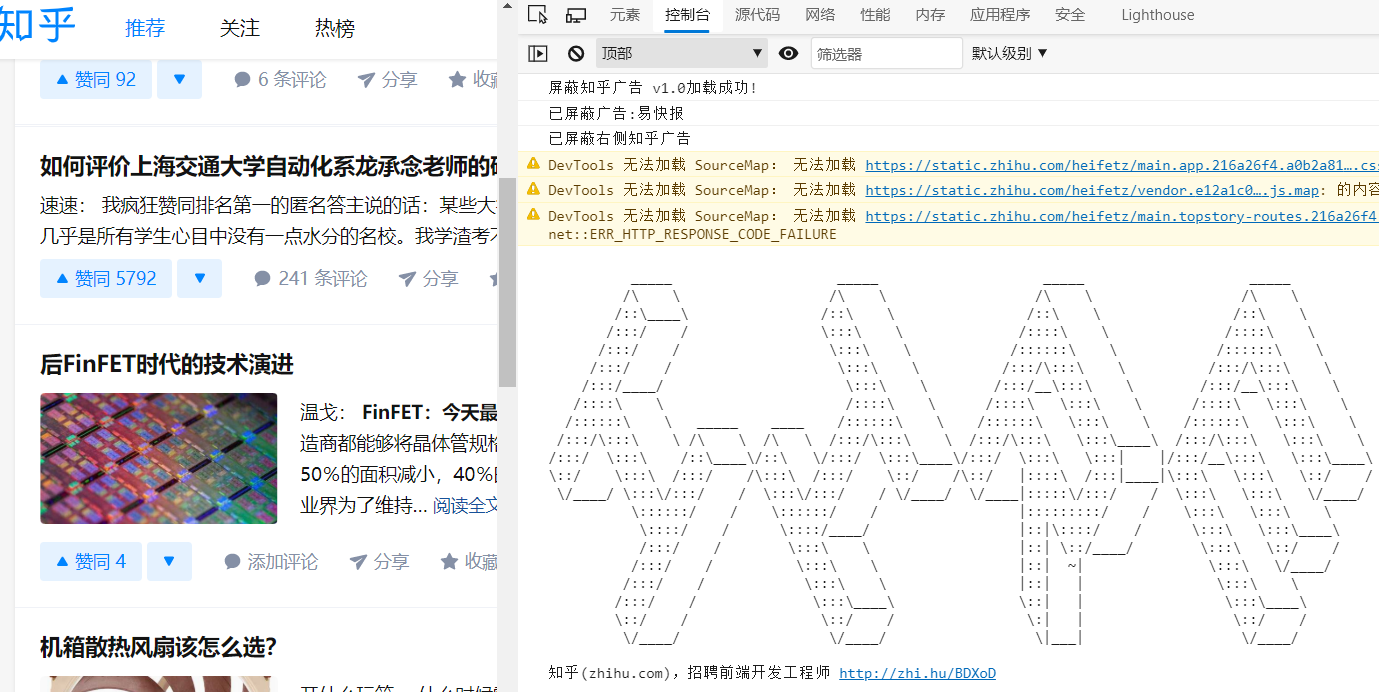 知乎
推荐 关注 热榜
赞同 92 6 条评论 分享 收藏
如何评价上海交通大学自动化系龙承念老师的
速速： 我疯狂赞同排名第一的匿名答主说的话：某些大
几乎是所有学生心目中没有一点水分的名校。我学渣考
赞同 5792 241 条评论 分享
后FinFET时代的技术演进
温戈： FinFET：今天最
造商都能够将晶体管规格
50%的面积减小，40%的
业界为了维持... 阅读全文
赞同 4 添加评论 分享 收藏
机箱散热风扇该怎么选？
元素 控制台 源代码 网络 性能 内存 应用程序 安全 Lighthouse
顶部 筛选器 默认级别
屏蔽知乎广告 v1.0加载成功!
已屏蔽广告:易快报
已屏蔽右侧知乎广告
DevTools 无法加载 SourceMap: 无法加载 https://static.zhihu.com/heifetz/main.app.216a26f4.a0b2a81….css
DevTools 无法加载 SourceMap: 无法加载 https://static.zhihu.com/heifetz/vendor.e12a1c0….js.map: 的内容
DevTools 无法加载 SourceMap: 无法加载 https://static.zhihu.com/heifetz/main.topstory-routes.216a26f4
net::ERR_HTTP_RESPONSE_CODE_FAILURE
知乎(zhihu.com)，招聘前端开发工程师 http://zhi.hu/BDXoD